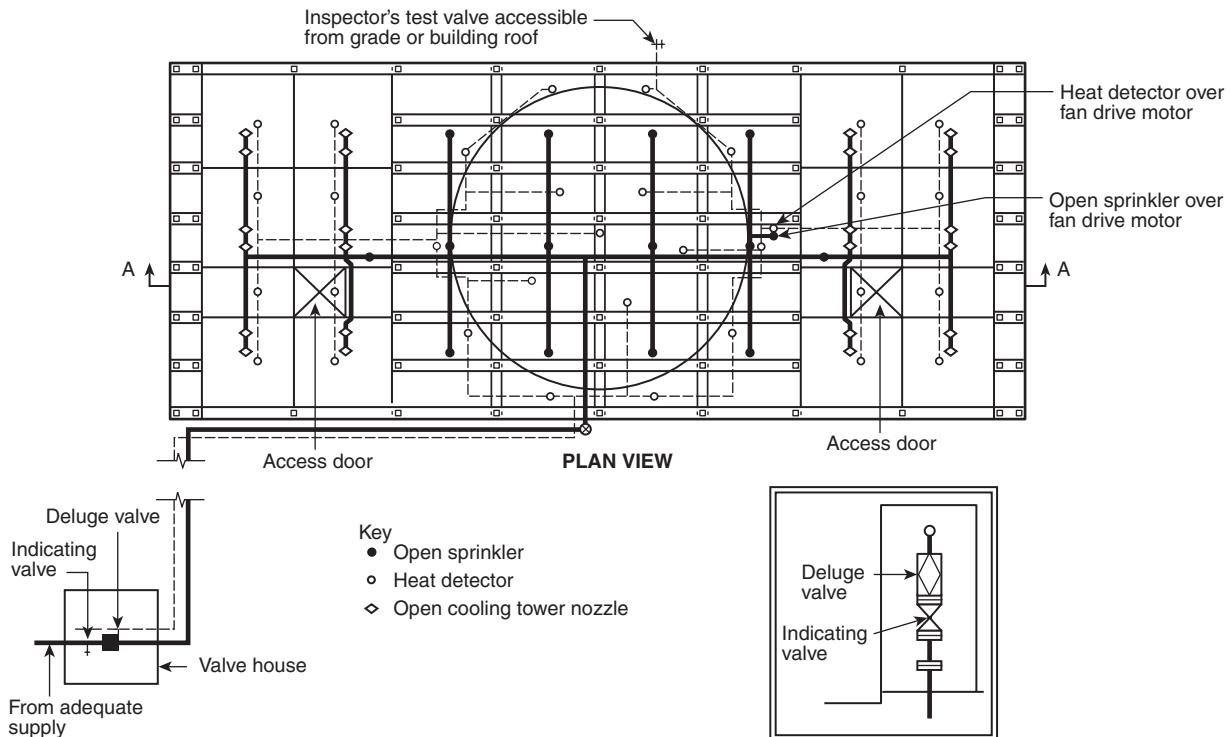 Inspector's test valve accessible
from grade or building roof
Heat detector over
fan drive motor
Open sprinkler over
fan drive motor
A
A
Access door
PLAN VIEW
Access door
Deluge valve
Indicating
valve
Valve house
From adequate
supply
Key
Open sprinkler
Heat detector
Open cooling tower nozzle
Deluge
valve
Indicating
valve